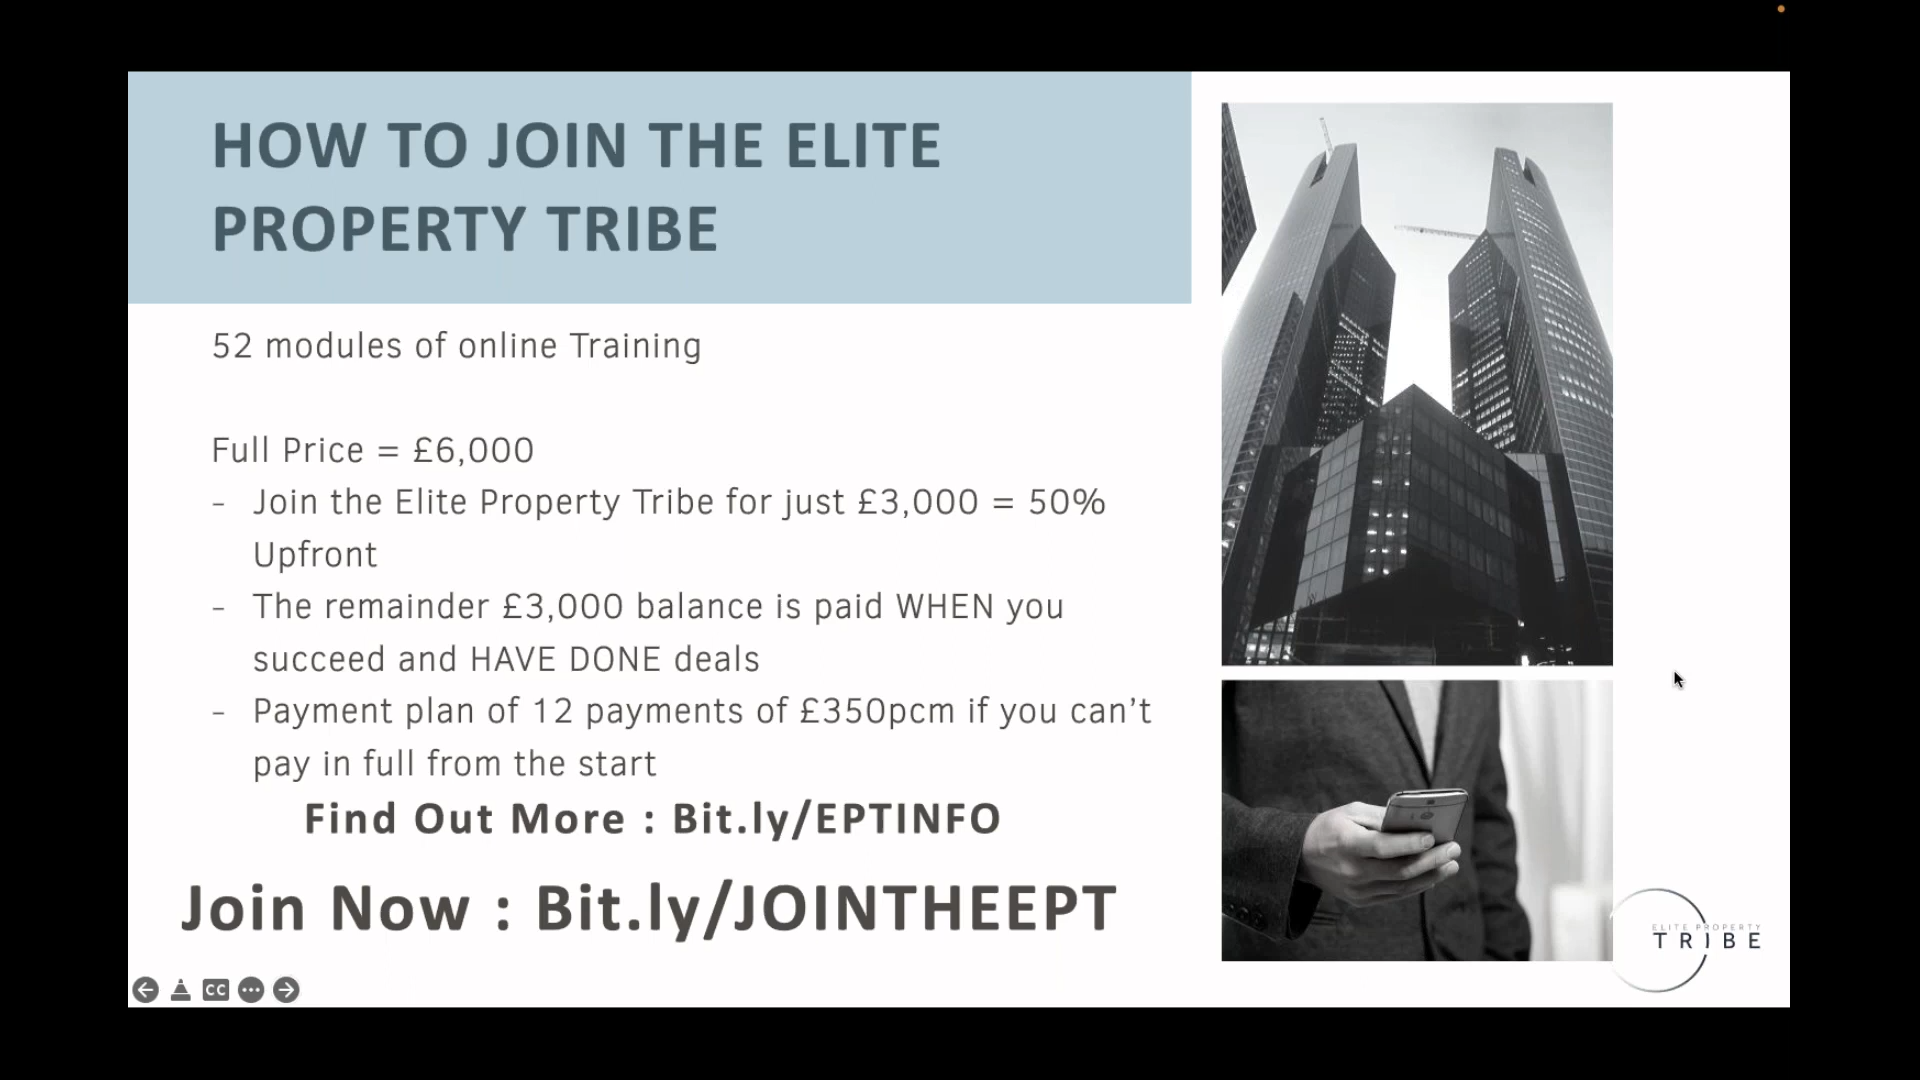 HOW TO JOIN THE ELITE
PROPERTY TRIBE
52 modules of online Training
Full Price = £6,000
- Join the Elite Property Tribe for just £3,000 = 50%
Upfront
- The remainder £3,000 balance is paid WHEN you
succeed and HAVE DONE deals
- Payment plan of 12 payments of £350pcm if you can’t
pay in full from the start
Find Out More : Bit.ly/EPTINFO
Join Now : Bit.ly/JOINTHEEPT
ELITE PROPERTY
TRIBE
CC